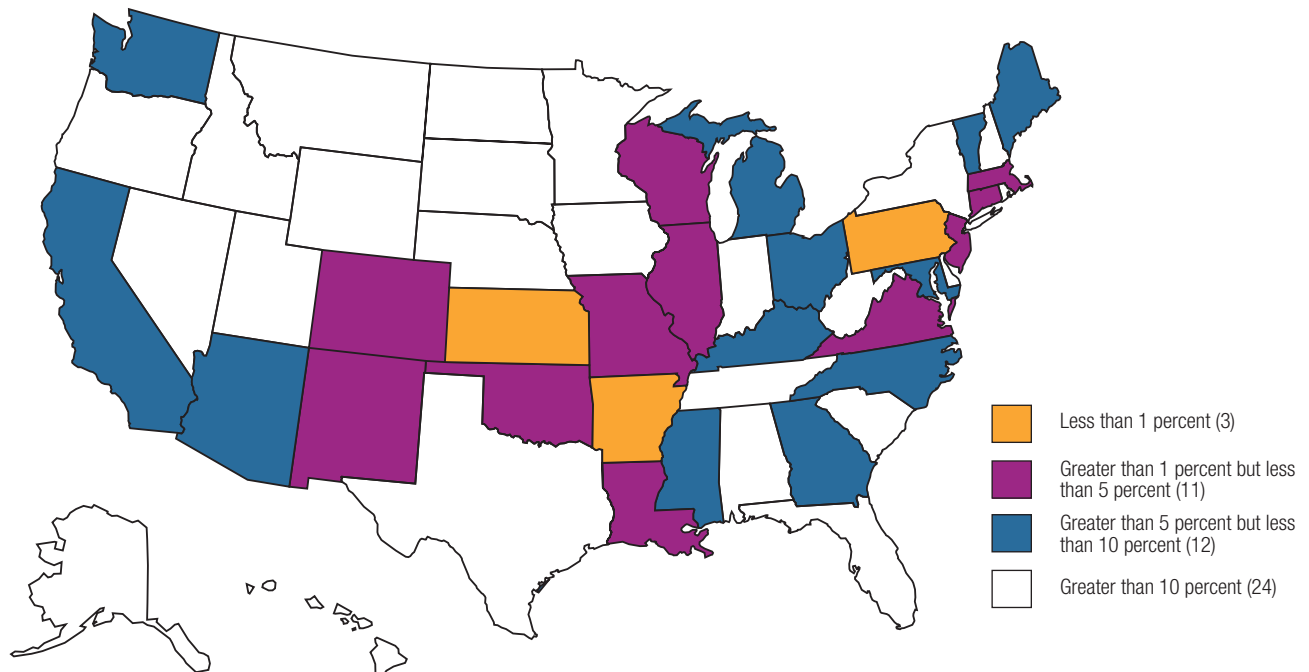 Less than 1 percent (3)
Greater than 1 percent but less
than 5 percent (11)
Greater than 5 percent but less
than 10 percent (12)
Greater than 10 percent (24)